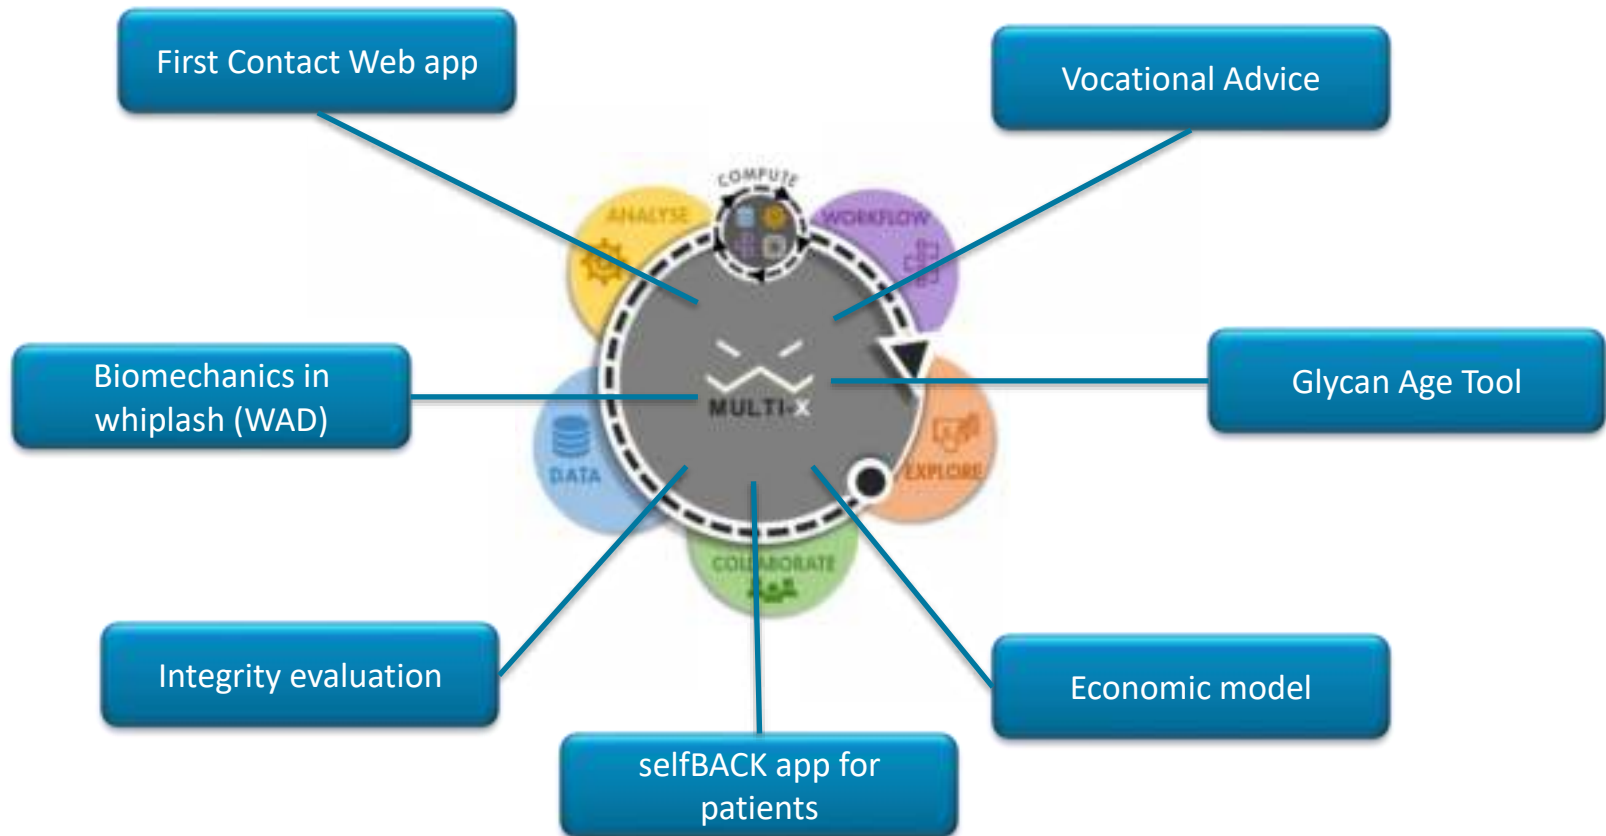 First Contact Web app
Vocational Advice
COMPUTE
ANALYSE
WORKFLOW
Biomechanics in
whiplash (WAD)
MULTI-X
Glycan Age Tool
DATA
EXPLORE
COLLABORATE
Integrity evaluation
Economic model
selfBACK app for
patients